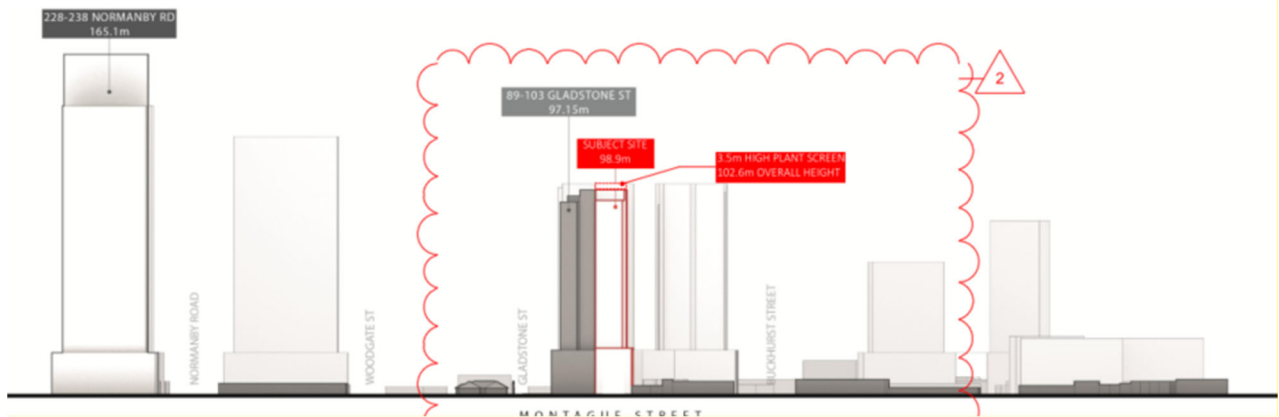 228-238 NORMANBY RD
165.1m
2
89-103 GLADSTONE ST
97.15m
SUBJECT SITE
98.9m
3.5m HIGH PLANT SCREEN
102.6m OVERALL HEIGHT
NORMANBY ROAD
WOODGATE ST
GLADSTONE ST
BUCKHURST STREET
MONTAGUE STREET